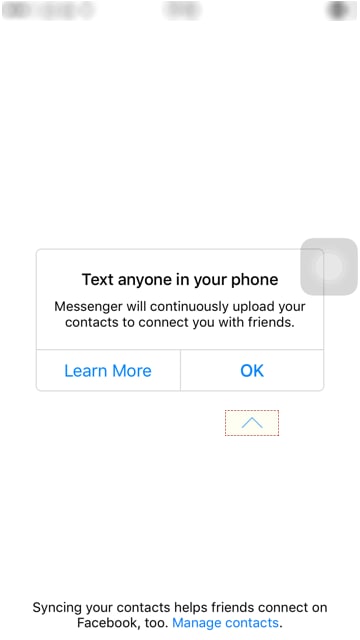 Text anyone in your phone
Messenger will continuously upload your
contacts to connect you with friends.
Learn More
OK
Syncing your contacts helps friends connect on
Facebook, too. Manage contacts.